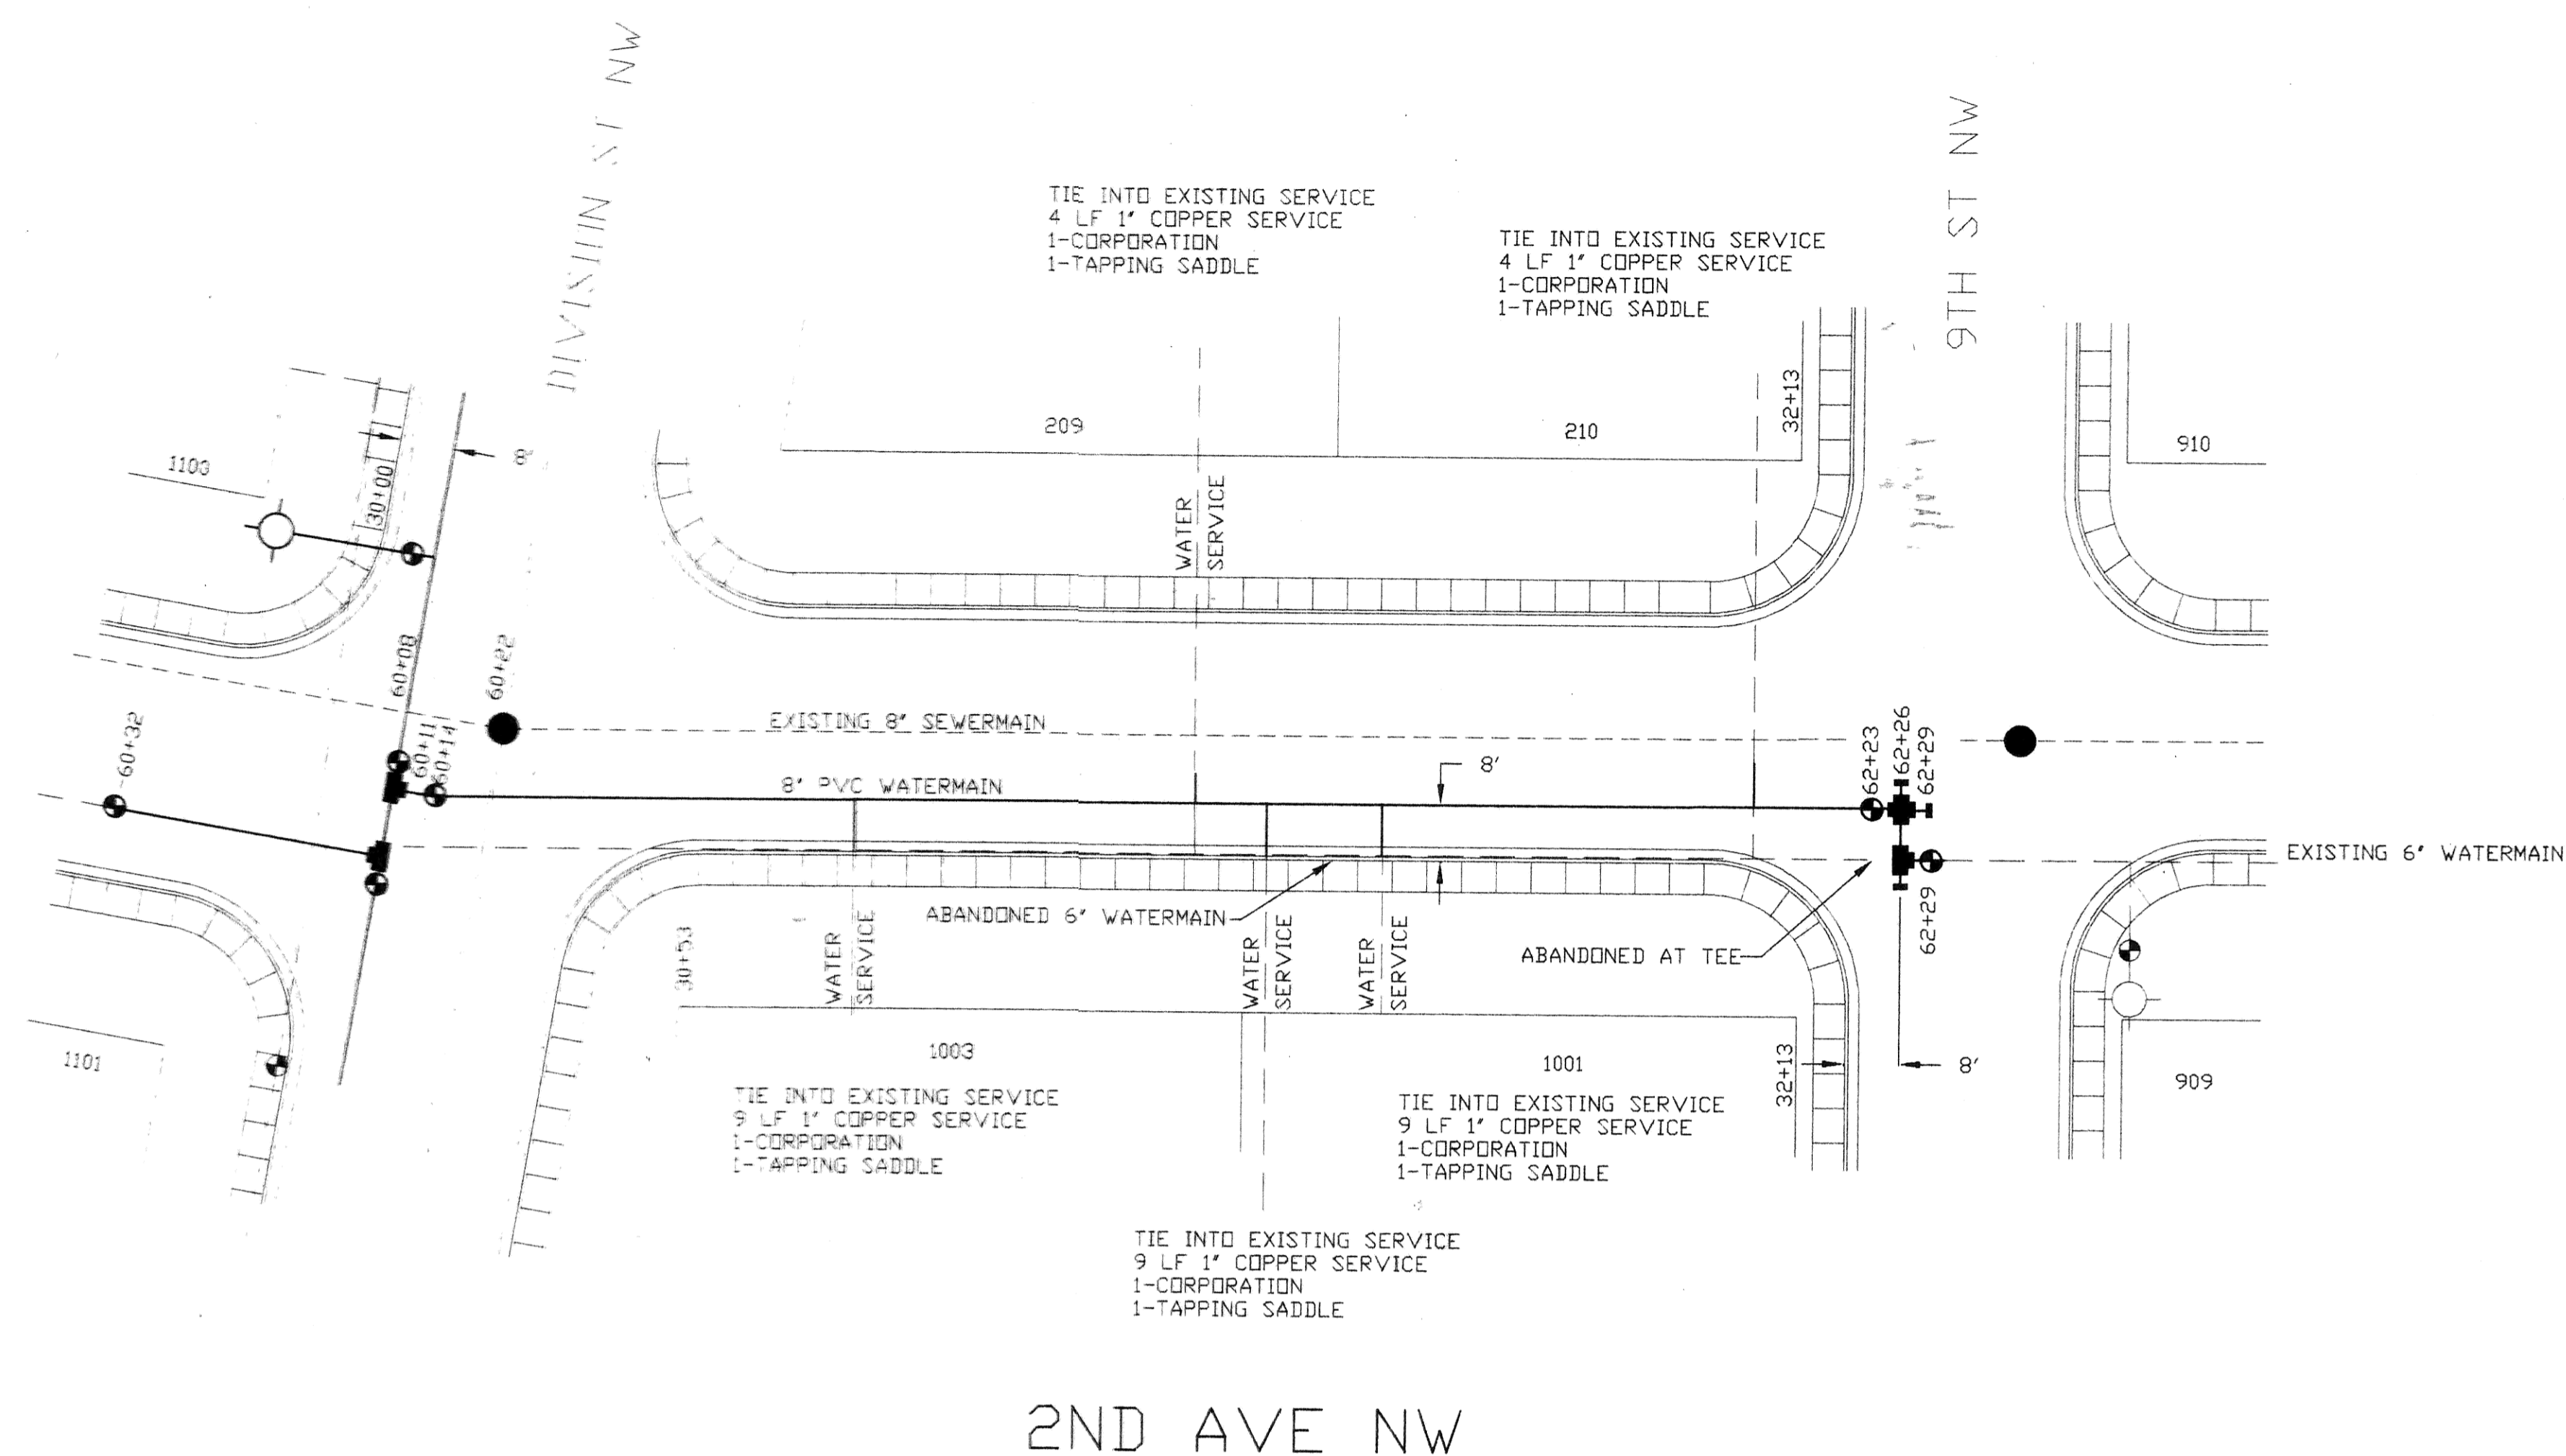 DIVISION ST NW
9TH ST NW
TIE INTO EXISTING SERVICE
4 LF 1" COPPER SERVICE
1-CORPORATION
1-TAPPING SADDLE
TIE INTO EXISTING SERVICE
4 LF 1" COPPER SERVICE
1-CORPORATION
1-TAPPING SADDLE
32+13
209
210
910
8'
1103
30+00
WATER
SERVICE
60+08
60+22
60+32
60+11
60+14
EXISTING 8" SEWERMAIN
8" PVC WATERMAIN
8'
62+23
62+26
62+29
EXISTING 6" WATERMAIN
ABANDONED 6" WATERMAIN
ABANDONED AT TEE
62+29
30+53
WATER
SERVICE
WATER
SERVICE
WATER
SERVICE
1101
1003
1001
32+13
8'
909
TIE INTO EXISTING SERVICE
9 LF 1" COPPER SERVICE
1-CORPORATION
1-TAPPING SADDLE
TIE INTO EXISTING SERVICE
9 LF 1" COPPER SERVICE
1-CORPORATION
1-TAPPING SADDLE
TIE INTO EXISTING SERVICE
9 LF 1" COPPER SERVICE
1-CORPORATION
1-TAPPING SADDLE
2ND AVE NW